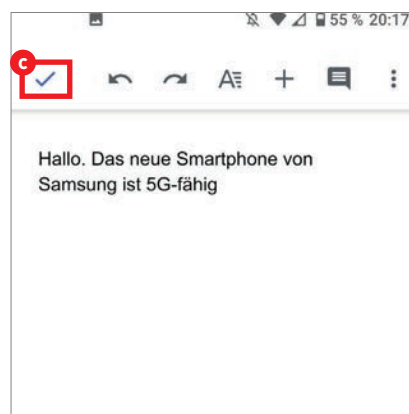 55 % 20:17
C
A
Hallo. Das neue Smartphone von
Samsung ist 5G-fähig